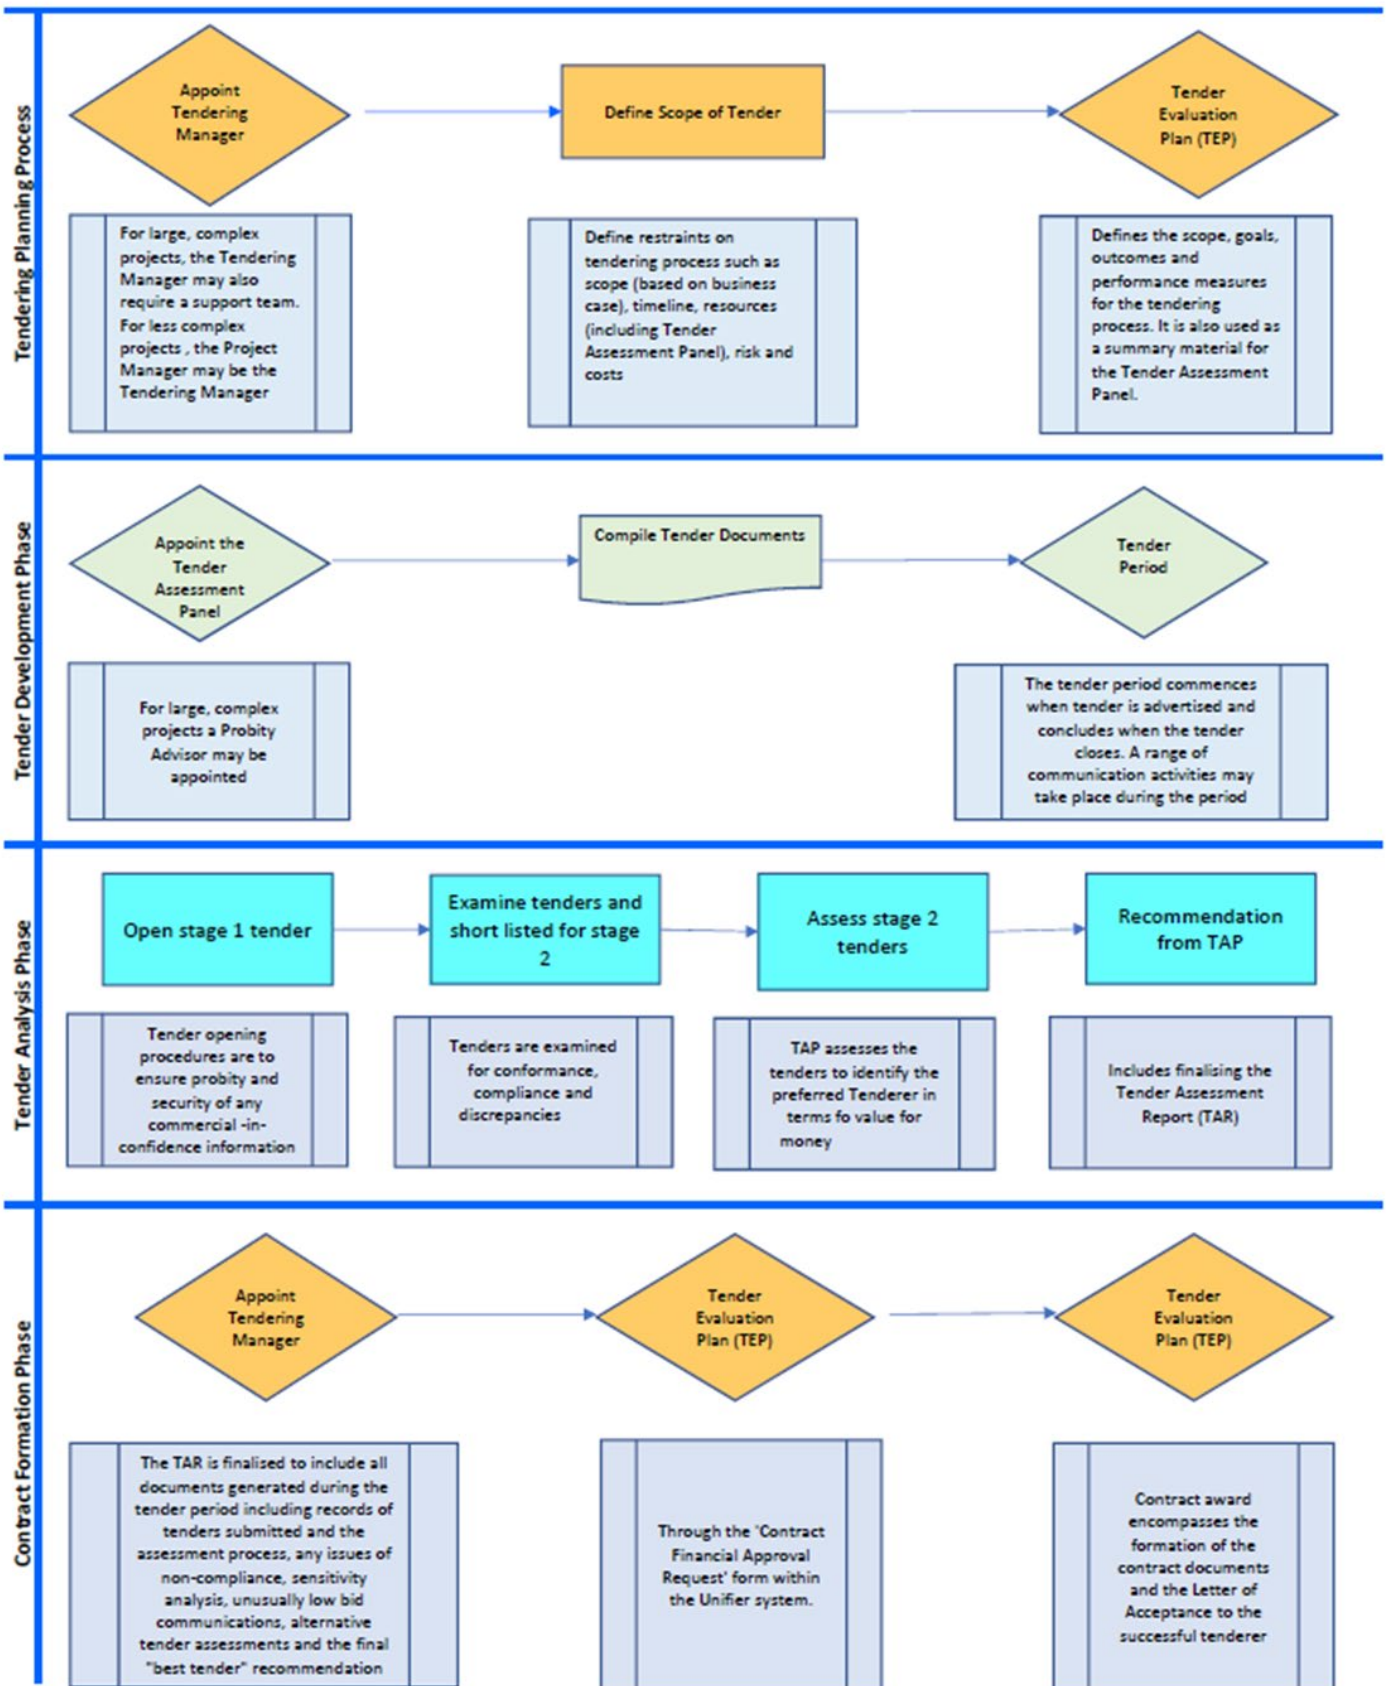 Tendering Planning Process
Appoint
Tendering
Manager
Define Scope of Tender
Tender
Evaluation
Plan (TEP)
For large, complex
projects, the Tendering
Manager may also
require a support team.
For less complex
projects , the Project
Manager may be the
Tendering Manager
Define restraints on
tendering process such as
scope (based on business
case), timeline, resources
(including Tender
Assessment Panel), risk and
costs
Defines the scope, goals,
outcomes and
performance measures
for the tendering
process. It is also used as
a summary material for
the Tender Assessment
Panel.
Tender Development Phase
Appoint the
Tender
Assessment
Panel
Compile Tender Documents
Tender
Period
For large, complex
projects a Probity
Advisor may be
appointed
The tender period commences
when tender is advertised and
concludes when the tender
closes. A range of
communication activities may
take place during the period
Tender Analysis Phase
Open stage 1 tender
Examine tenders and
short listed for stage
2
Assess stage 2
tenders
Recommendation
from TAP
Tender opening
procedures are to
ensure probity and
security of any
commercial -in-
confidence information
Tenders are examined
for conformance,
compliance and
discrepancies
TAP assesses the
tenders to identify the
preferred Tenderer in
terms fo value for
money
Includes finalising the
Tender Assessment
Report (TAR)
Contract Formation Phase
Appoint
Tendering
Manager
Tender
Evaluation
Plan (TEP)
Tender
Evaluation
Plan (TEP)
The TAR is finalised to include all
documents generated during the
tender period including records of
tenders submitted and the
assessment process, any issues of
non-compliance, sensitivity
analysis, unusually low bid
communications, alternative
tender assessments and the final
"best tender" recommendation
Through the 'Contract
Financial Approval
Request' form within
the Unifier system.
Contract award
encompasses the
formation of the
contract documents
and the Letter of
Acceptance to the
successful tenderer